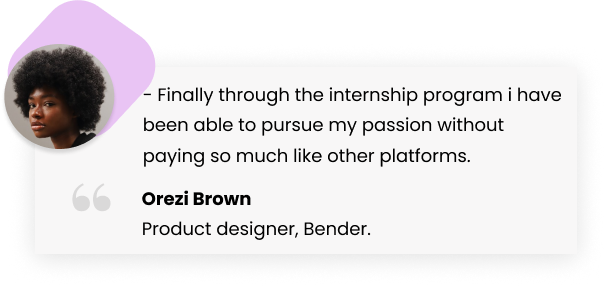 - Finally through the internship program i have
been able to pursue my passion without
paying so much like other platforms.
Orezi Brown
Product designer, Bender.